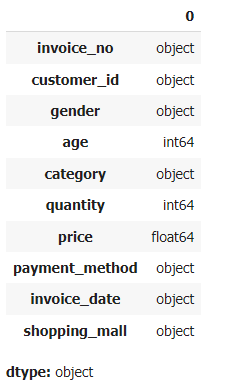 0
invoice_no object
customer_id object
gender object
age int64
category object
quantity int64
price float64
payment_method object
invoice_date object
shopping_mall object
dtype: object